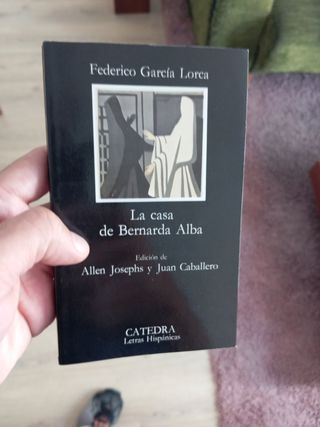 Federico García Lorca
La casa
de Bernarda Alba
Edición de
Allen Josephs y Juan Caballero
CATEDRA
Letras Hispánicas